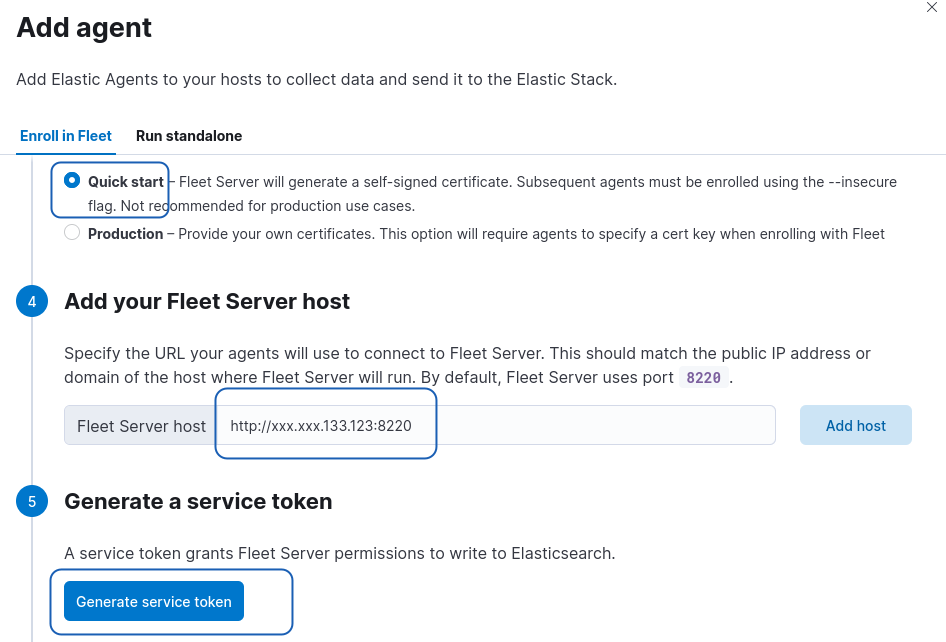 Add agent
Add Elastic Agents to your hosts to collect data and send it to the Elastic Stack.
Enroll in Fleet Run standalone
Quick start – Fleet Server will generate a self-signed certificate. Subsequent agents must be enrolled using the --insecure
flag. Not recommended for production use cases.
Production – Provide your own certificates. This option will require agents to specify a cert key when enrolling with Fleet
4 Add your Fleet Server host
Specify the URL your agents will use to connect to Fleet Server. This should match the public IP address or
domain of the host where Fleet Server will run. By default, Fleet Server uses port 8220 .
Fleet Server host http://xxx.xxx.133.123:8220 Add host
5 Generate a service token
A service token grants Fleet Server permissions to write to Elasticsearch.
Generate service token